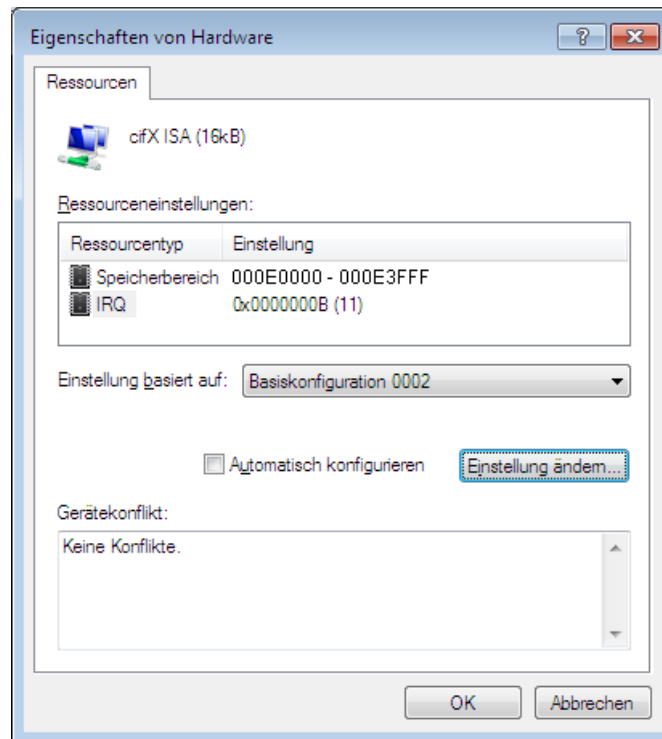 Eigenschaften von Hardware
Ressourcen
cifX ISA (16kB)
Ressourceneinstellungen:
Ressourcentyp Einstellung
Speicherbereich 000E0000 - 000E3FFF
IRQ 0x0000000B (11)
Einstellung basiert auf: Basiskonfiguration 0002
Automatisch konfigurieren Einstellung ändern...
Gerätekonflikt:
Keine Konflikte.
OK Abbrechen